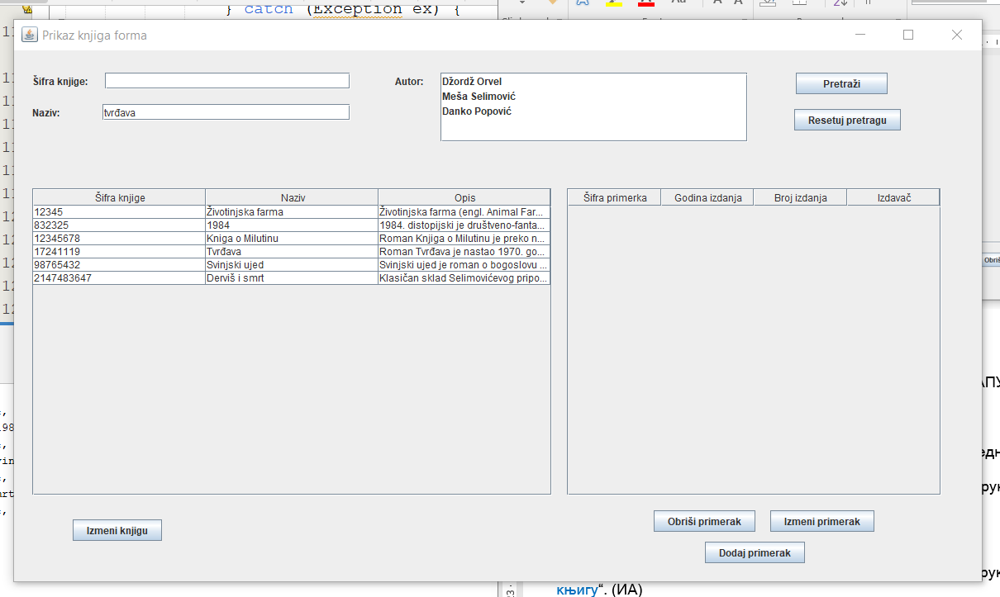 } catch (Exception ex) {
Prikaz knjiga forma
Šifra knjige:
Autor:
Džordž Orvel
Meša Selimović
Danko Popović
Pretraži
Naziv:
tvrđava
Resetuj pretragu
Šifra knjige Naziv Opis
12345 Životinjska farma Životinjska farma (engl. Animal Far...
832325 1984 1984. distopijski je društveno-fanta...
12345678 Kniga o Milutinu Roman Knjiga o Milutinu je preko n...
17241119 Tvrđava Roman Tvrđava je nastao 1970. go...
98765432 Svinjski ujed Svinjski ujed je roman o bogoslovu ...
2147483647 Derviš i smrt Klasičan sklad Selimovićevog pripo...
Šifra primerka Godina izdanja Broj izdanja Izdavač
Izmeni knjigu
Obriši primerak
Izmeni primerak
Dodaj primerak
књигу“. (ИА)